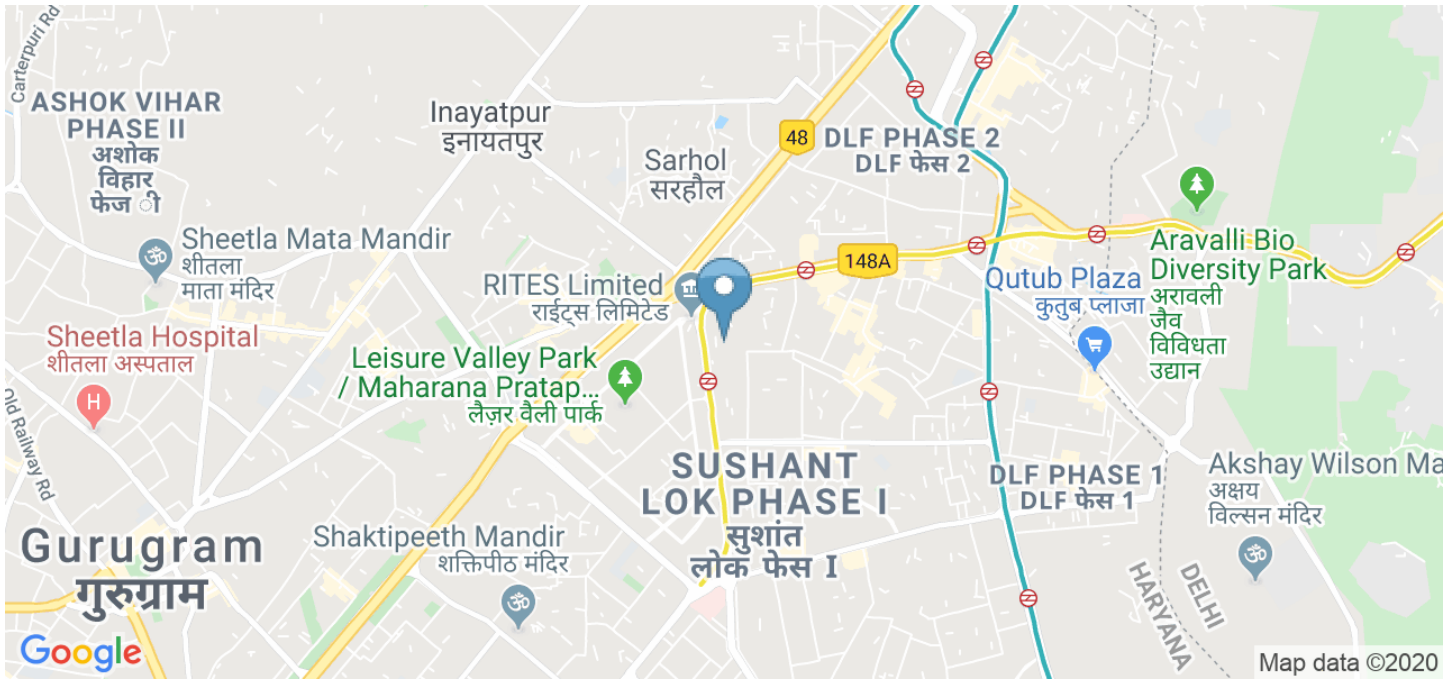 Carterpuri Rd
ASHOK VIHAR
PHASE II
अशोक
विहार
फेज ी
Inayatpur
इनायतपुर
Sarhol
सरहौल
48
DLF PHASE 2
DLF फेस 2
Sheetla Mata Mandir
शीतला
माता मंदिर
RITES Limited
राईट्स लिमिटेड
148A
Aravalli Bio
Diversity Park
अरावली
जैव
विविधता
उद्यान
Qutub Plaza
कुतुब प्लाजा
Sheetla Hospital
शीतला अस्पताल
H
Leisure Valley Park
/ Maharana Pratap...
लैज़र वैली पार्क
Old Railway Rd
SUSHANT
LOK PHASE I
सुशांत
लोक फेस I
DLF PHASE 1
DLF फेस 1
Akshay Wilson Ma
अक्षय
विल्सन मंदिर
Gurugram
गुरुग्राम
Shaktipeeth Mandir
शक्तिपीठ मंदिर
DELHI
HARYANA
Google
Map data ©2020